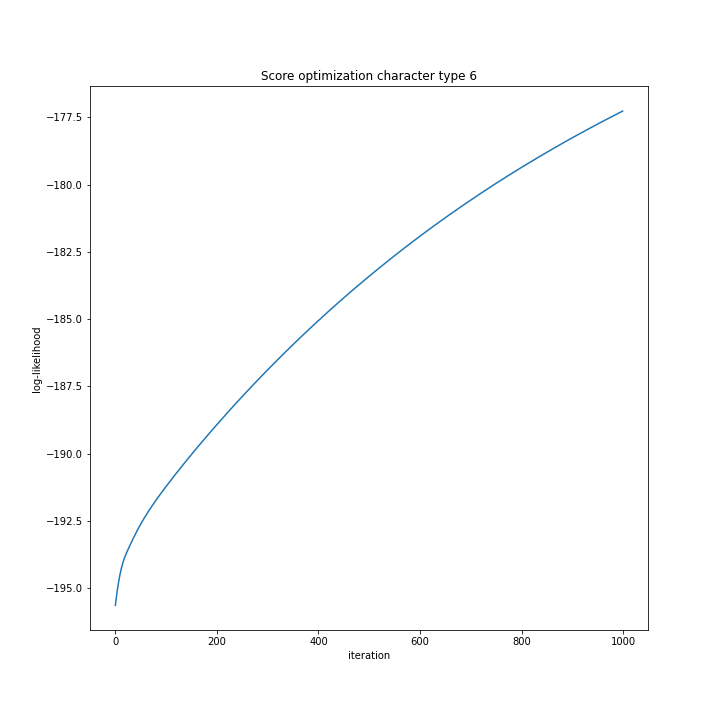 Score optimization character type 6
−177.5
−180.0
−182.5
−185.0
−187.5
−190.0
−192.5
−195.0
log-likelihood
0 200 400 600 800 1000
iteration